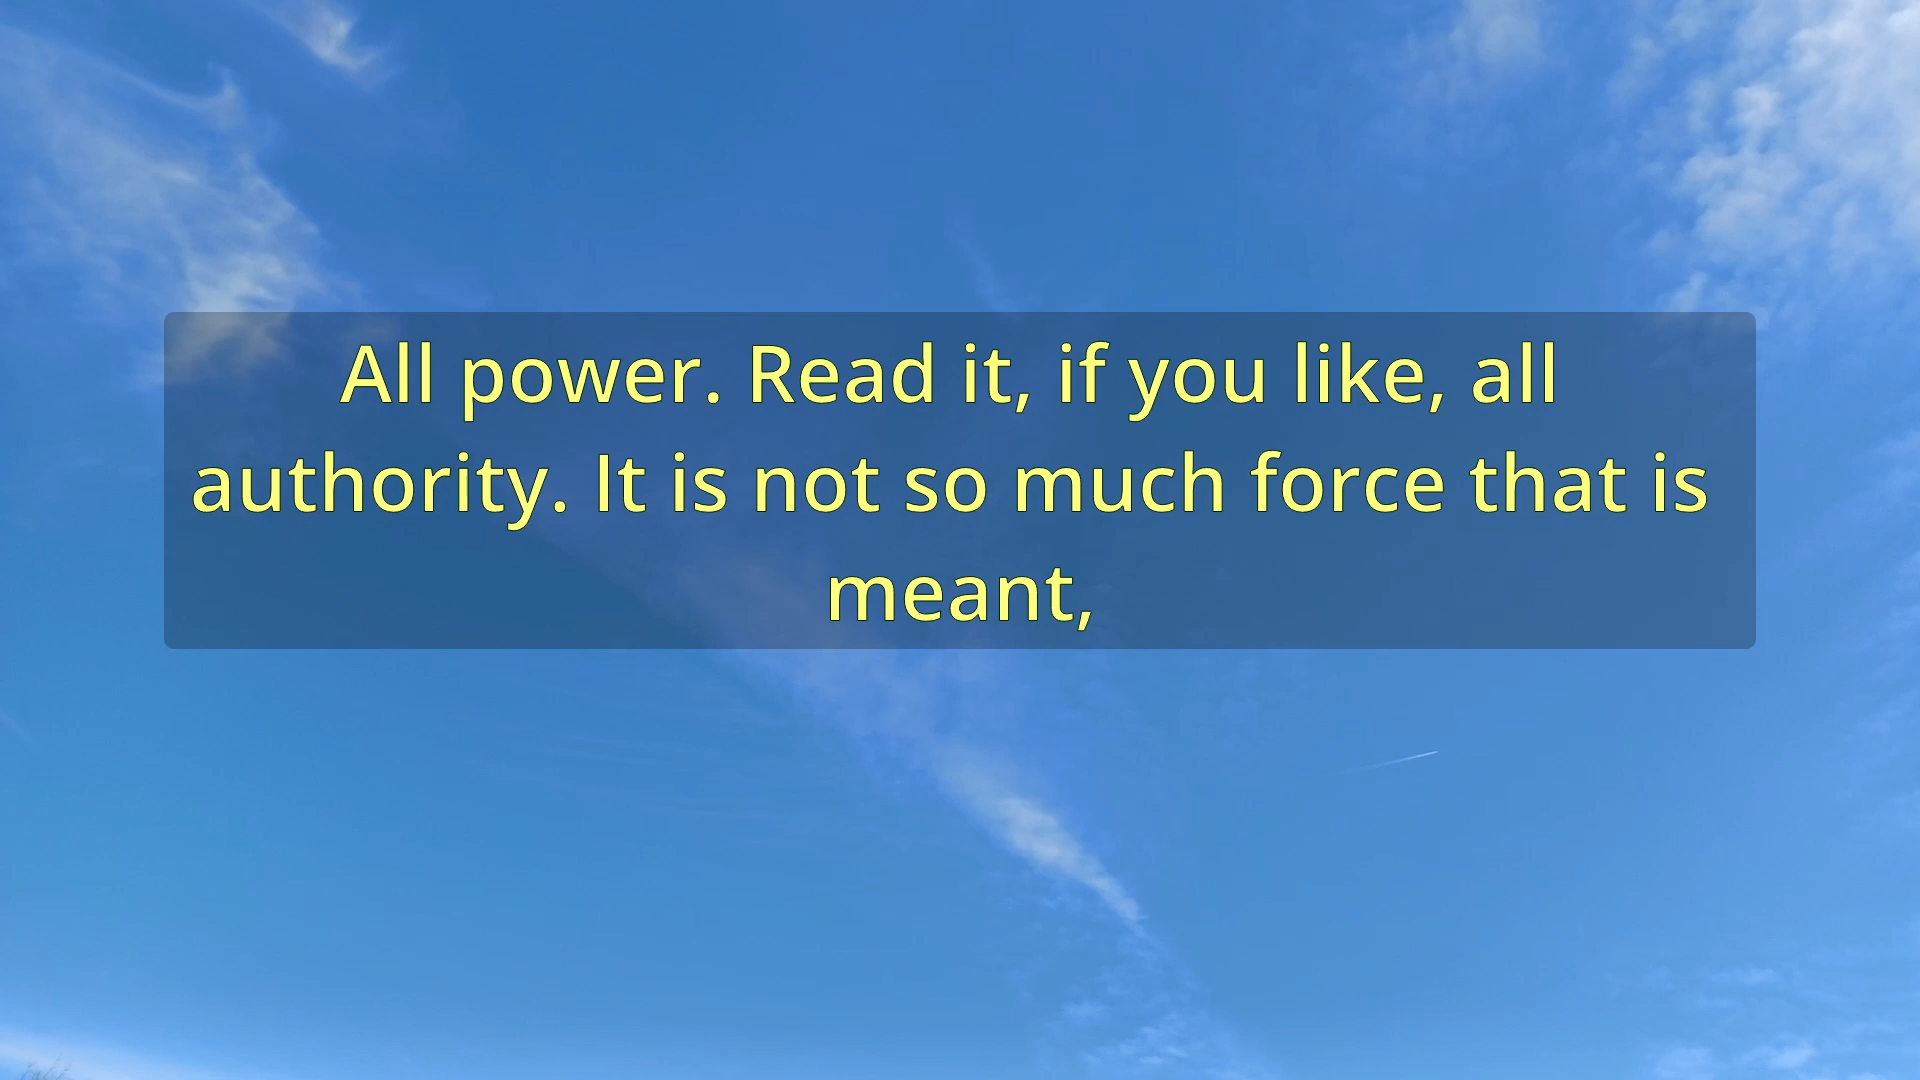 All power. Read it, if you like, all
authority. It is not so much force that is
meant,